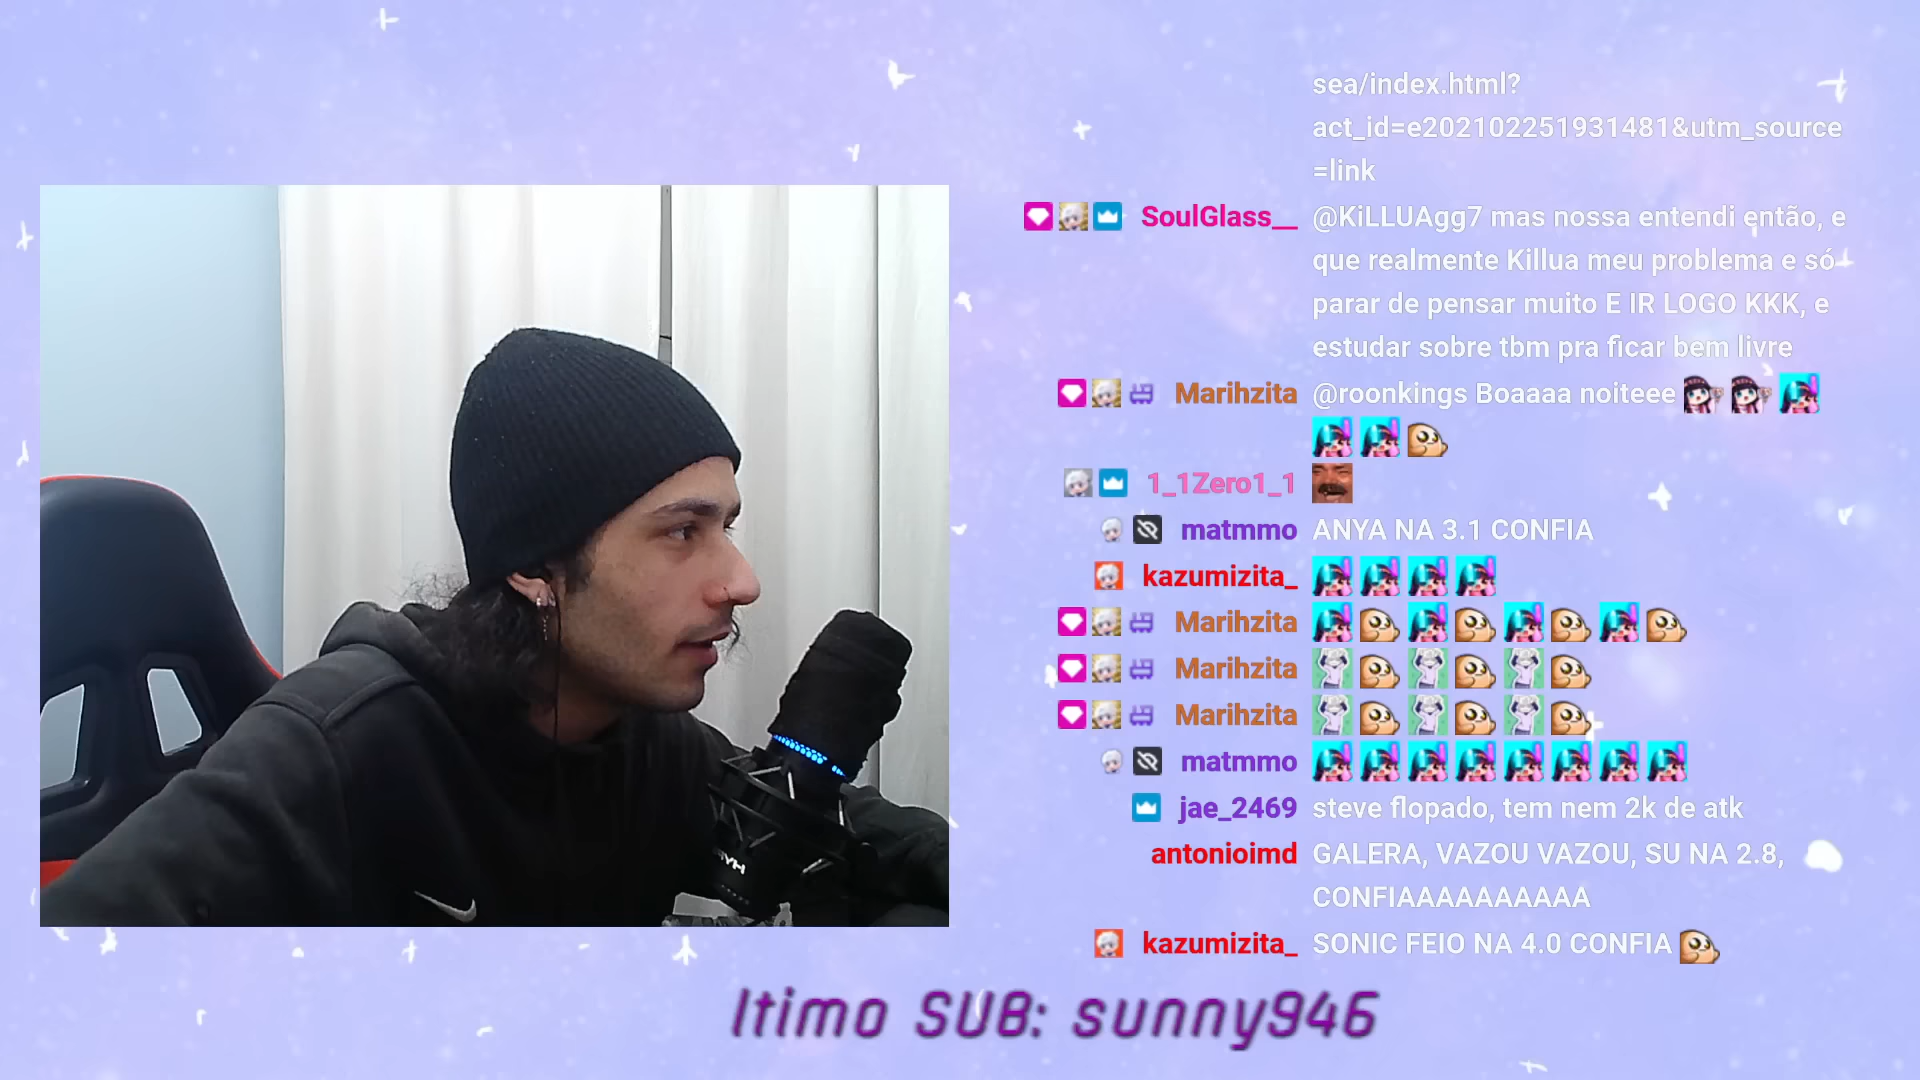 sea/index.html?
act_id=e202102251931481&utm_source
=link
SoulGlass__ @KiLLUAgg7 mas nossa entendi então, e
que realmente Killua meu problema e só
parar de pensar muito E IR LOGO KKK, e
estudar sobre tbm pra ficar bem livre
Marihzita @roonkings Boaaaa noiteee
1_1Zero1_1
matmmo ANYA NA 3.1 CONFIA
kazumizita_
Marihzita
Marihzita
Marihzita
matmmo
jae_2469 steve flopado, tem nem 2k de atk
antonioimd GALERA, VAZOU VAZOU, SU NA 2.8,
CONFIAAAAAAAAAA
kazumizita_ SONIC FEIO NA 4.0 CONFIA
ltimo SUB: sunny946